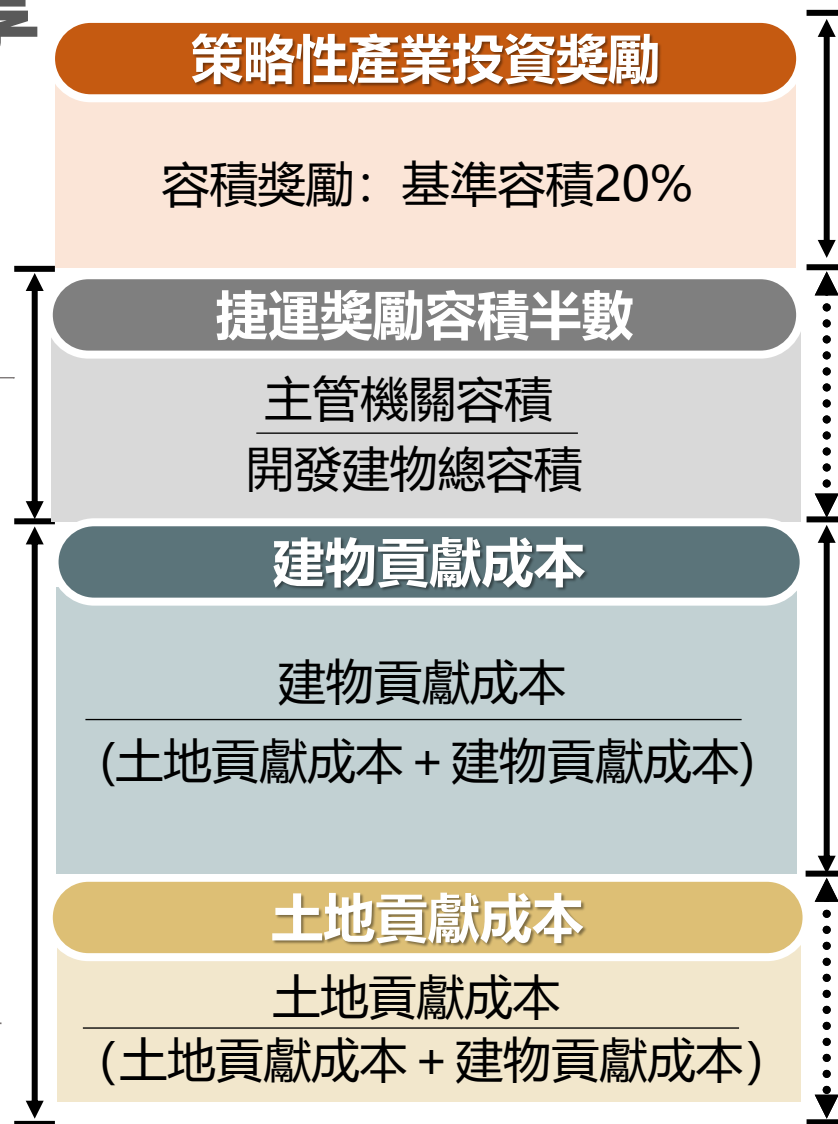 策略性產業投資獎勵
容積獎勵：基準容積20%
捷運獎勵容積半數
主管機關容積
開發建物總容積
建物貢獻成本
建物貢獻成本
(土地貢獻成本 + 建物貢獻成本)
土地貢獻成本
土地貢獻成本
(土地貢獻成本 + 建物貢獻成本)